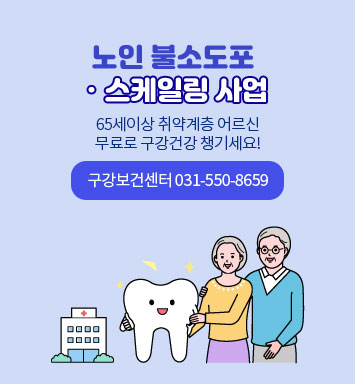 노인 불소도포
· 스케일링 사업
65세이상 취약계층 어르신
무료로 구강건강 챙기세요!
구강보건센터 031-550-8659